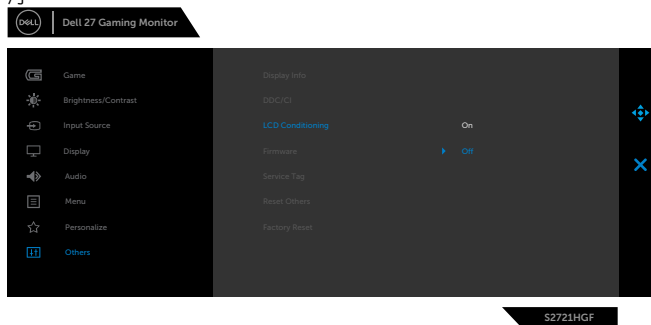 DELL
Dell 27 Gaming Monitor
Game
Display Info
Brightness/Contrast
DDC/CI
Input Source
LCD Conditioning
On
Display
Firmware
Off
Audio
Service Tag
Menu
Reset Others
Personalize
Factory Reset
Others
S2721HGF